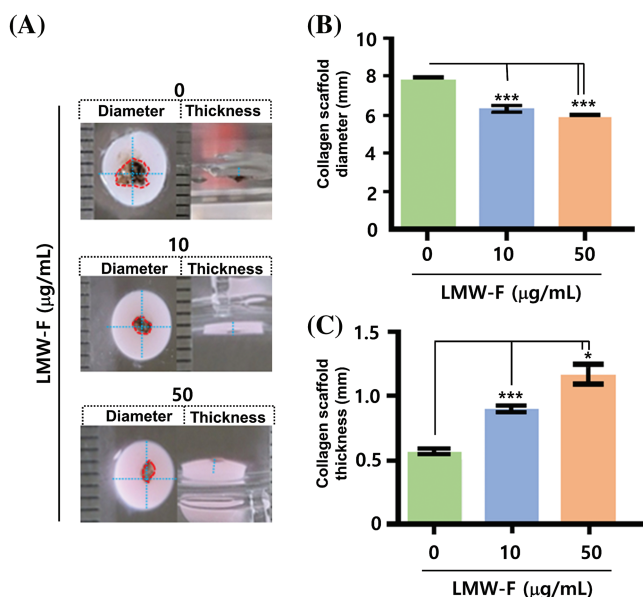 (A)
0
Diameter Thickness
10
Diameter Thickness
50
Diameter Thickness
LMW-F (μg/mL)
(B)
Collagen scaffold
diameter (mm)
10
8
6
4
2
0
***
***
0 10 50
LMW-F (μg/mL)
(C)
Collagen scaffold
thickness (mm)
1.5
1.0
0.5
0
***
*
0 10 50
LMW-F (μg/mL)